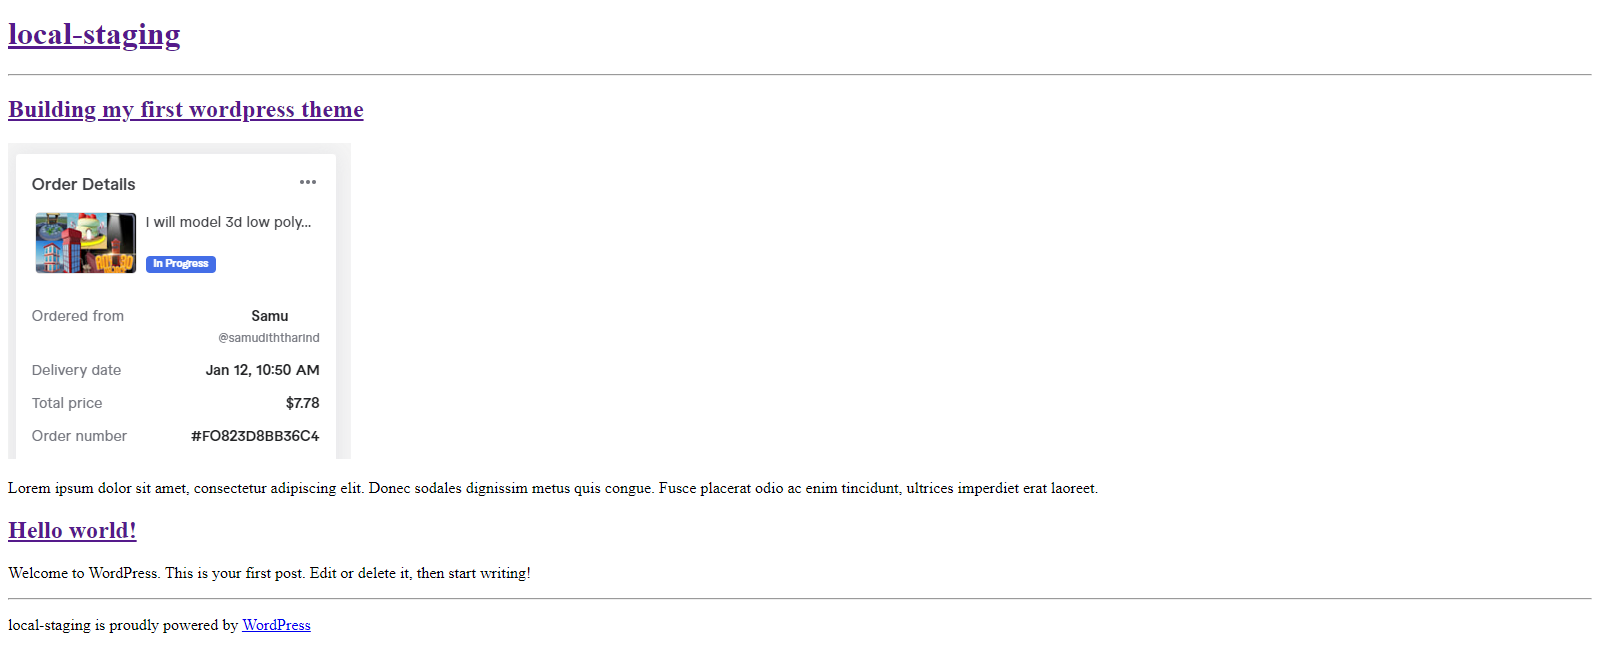 local-staging
Building my first wordpress theme
Order Details
I will model 3d low poly...
In Progress
Ordered from Samu
@samudiththarind
Delivery date Jan 12, 10:50 AM
Total price $7.78
Order number #FO823D8BB36C4
Lorem ipsum dolor sit amet, consectetur adipiscing elit. Donec sodales dignissim metus quis congue. Fusce placerat odio ac enim tincidunt, ultrices imperdiet erat laoreet.
Hello world!
Welcome to WordPress. This is your first post. Edit or delete it, then start writing!
local-staging is proudly powered by WordPress